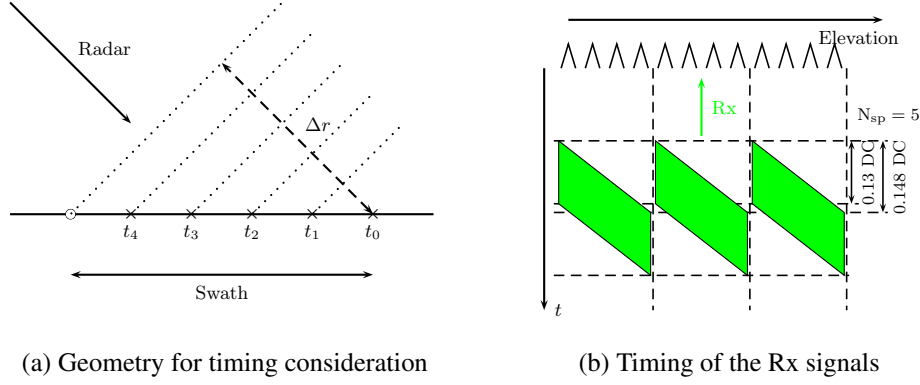 Radar
Δr
t₄ t₃ t₂ t₁ t₀
Swath
(a) Geometry for timing consideration
Elevation
Rx
N_sp = 5
0.13 DC
0.148 DC
t
(b) Timing of the Rx signals